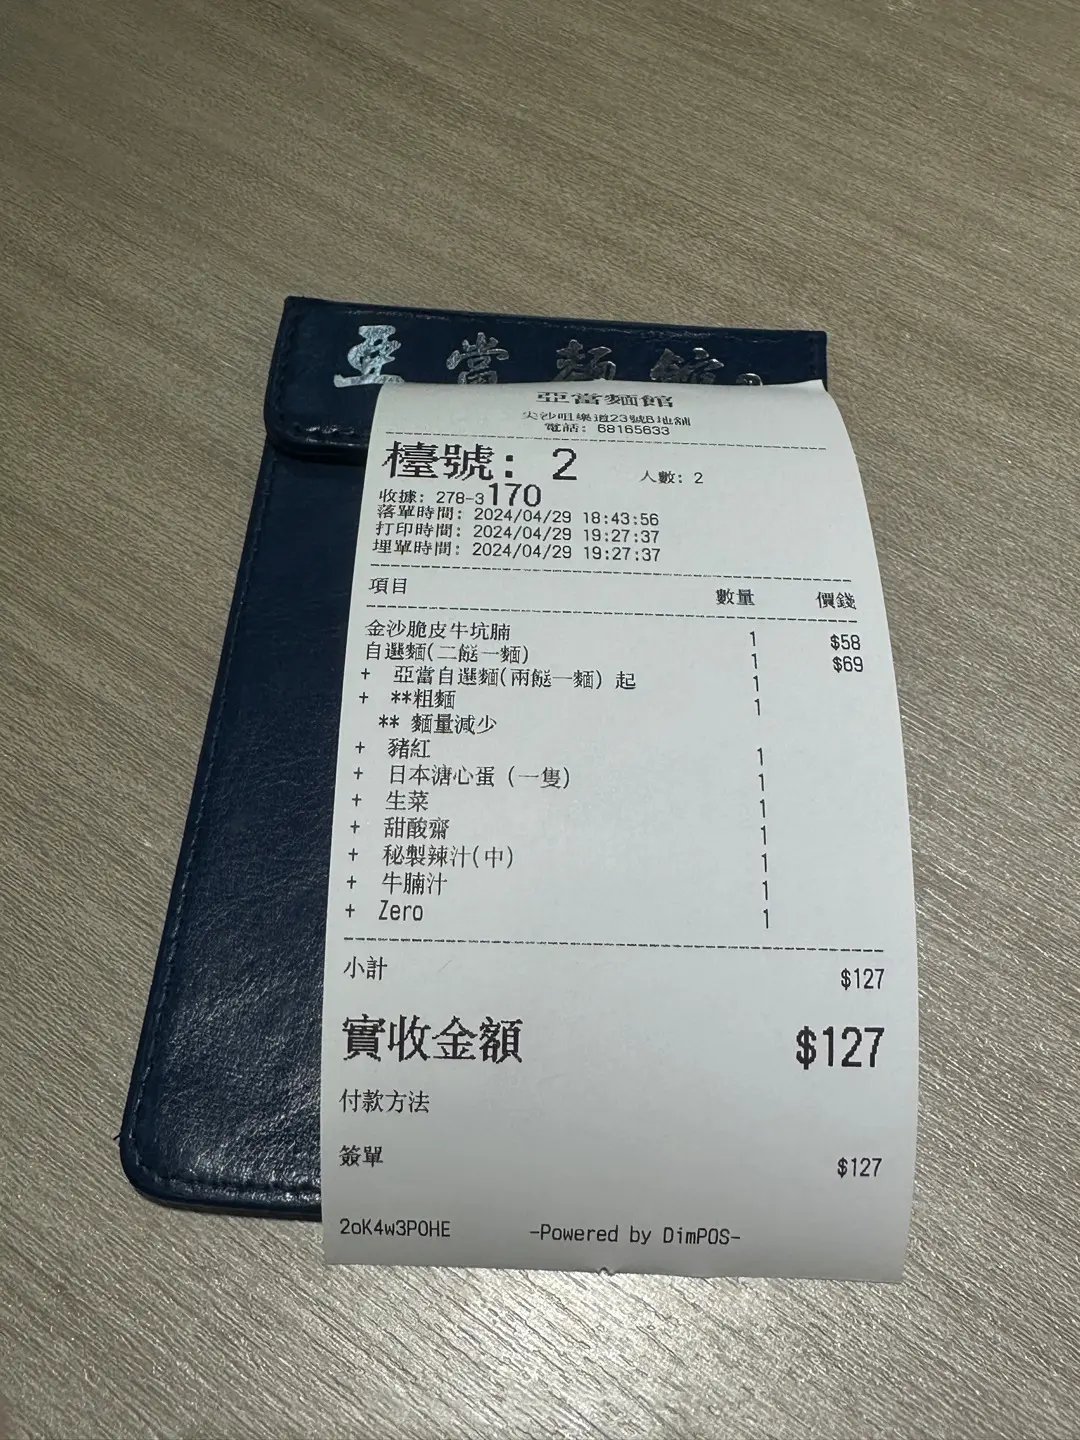 亞當麵館
亞當麵館
尖沙咀樂道23號B地舖
電話: 68165633
檯號: 2 人數: 2
收據: 278-3170
落單時間: 2024/04/29 18:43:56
打印時間: 2024/04/29 19:27:37
埋單時間: 2024/04/29 19:27:37
項目 數量 價錢
金沙脆皮牛坑腩 1 $58
自選麵(二餸一麵) 1 $69
+ 亞當自選麵(兩餸一麵) 起 1
+ **粗麵 1
** 麵量減少
+ 豬紅 1
+ 日本溏心蛋 (一隻) 1
+ 生菜 1
+ 甜酸齋 1
+ 秘製辣汁(中) 1
+ 牛腩汁 1
+ Zero 1
小計 $127
實收金額 $127
付款方法
簽單 $127
2oK4w3POHE -Powered by DimPOS-